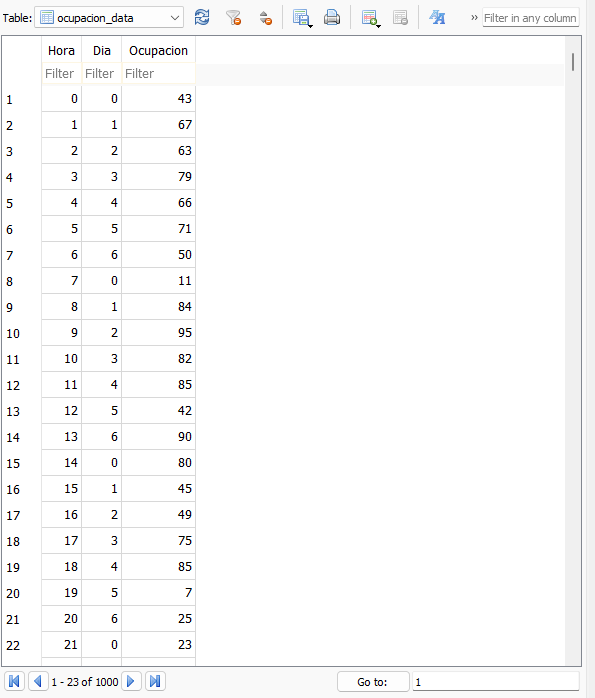 Table: ocupacion_data » Filter in any column
Hora Dia Ocupacion
Filter Filter Filter
1 0 0 43
2 1 1 67
3 2 2 63
4 3 3 79
5 4 4 66
6 5 5 71
7 6 6 50
8 7 0 11
9 8 1 84
10 9 2 95
11 10 3 82
12 11 4 85
13 12 5 42
14 13 6 90
15 14 0 80
16 15 1 45
17 16 2 49
18 17 3 75
19 18 4 85
20 19 5 7
21 20 6 25
22 21 0 23
1 - 23 of 1000 Go to: 1